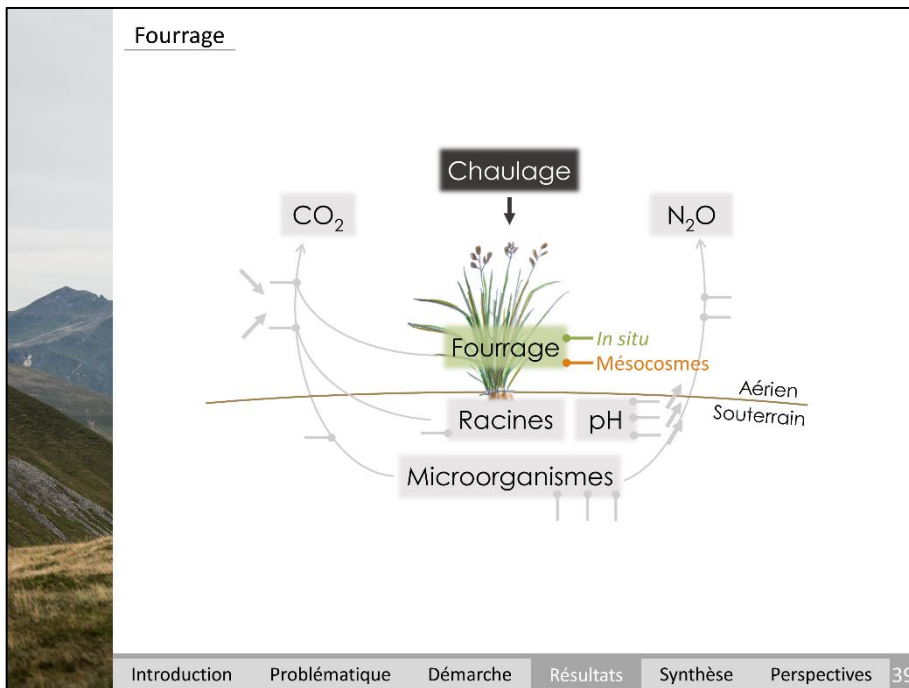 Fourrage
Chaulage
CO₂
N₂O
In situ
Fourrage
Mésocosmes
Aérien
Souterrain
Racines
pH
Microorganismes
Introduction Problématique Démarche Résultats Synthèse Perspectives 39